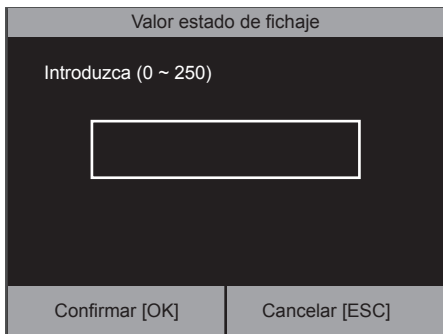 Valor estado de fichaje
Introduzca (0 ~ 250)
Confirmar [OK] Cancelar [ESC]